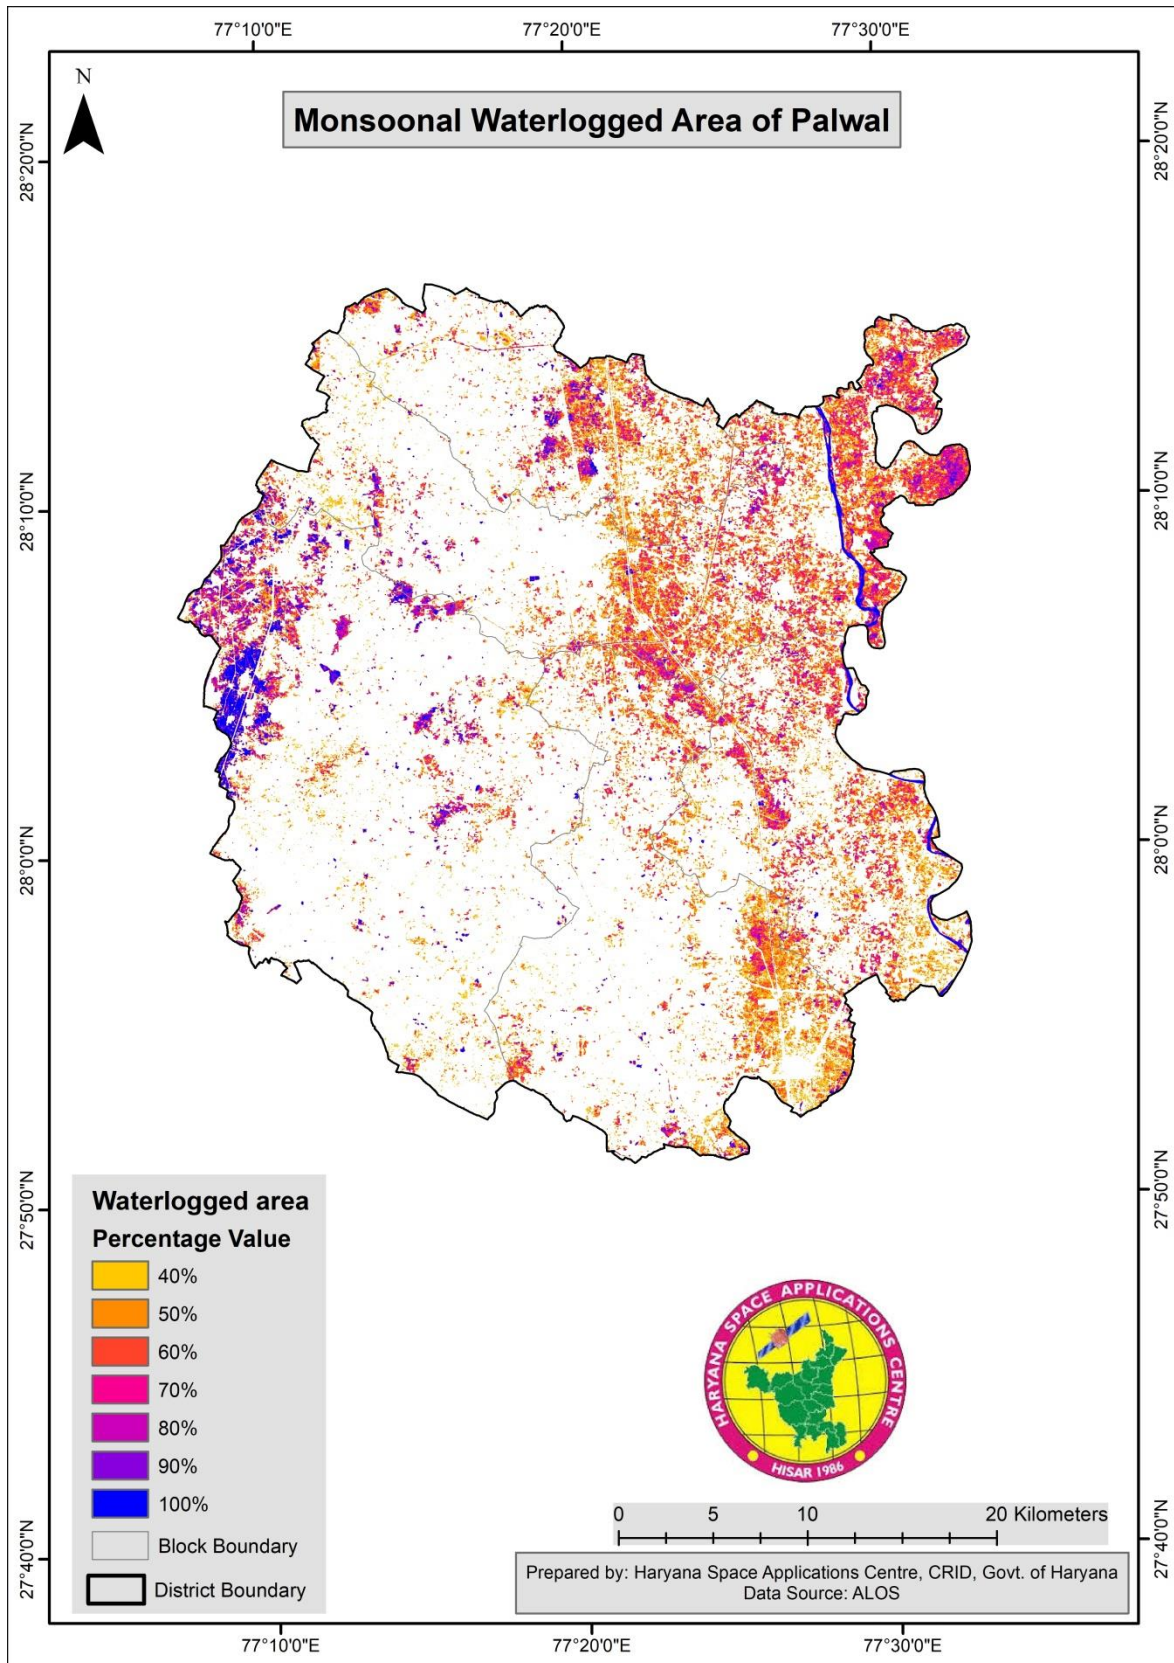 77°10'0"E
77°20'0"E
77°30'0"E
N
Monsoonal Waterlogged Area of Palwal
28°20'0"N
28°20'0"N
28°10'0"N
28°10'0"N
28°0'0"N
28°0'0"N
27°50'0"N
27°50'0"N
27°40'0"N
27°40'0"N
Waterlogged area
Percentage Value
40%
50%
60%
70%
80%
90%
100%
Block Boundary
District Boundary
HARYANA SPACE APPLICATIONS CENTRE
HISAR 1986
0 5 10 20 Kilometers
Prepared by: Haryana Space Applications Centre, CRID, Govt. of Haryana
Data Source: ALOS
77°10'0"E
77°20'0"E
77°30'0"E